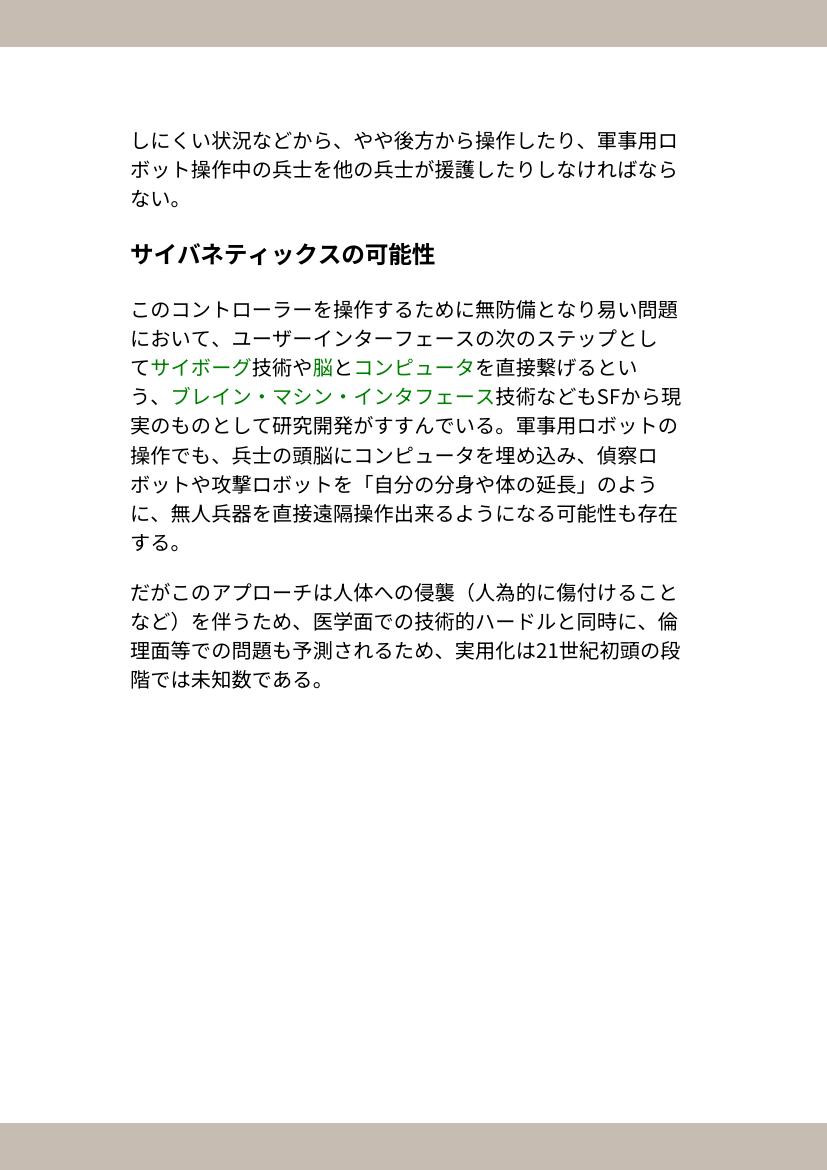 しにくい状況などから、やや後方から操作したり、軍事用ロ
ボット操作中の兵士を他の兵士が援護したりしなければなら
ない。
サイバネティックスの可能性
このコントローラーを操作するために無防備となり易い問題
において、ユーザーインターフェースの次のステップとし
てサイボーグ技術や脳とコンピュータを直接繋げるとい
う、ブレイン・マシン・インタフェース技術などもSFから現
実のものとして研究開発がすすんでいる。軍事用ロボットの
操作でも、兵士の頭脳にコンピュータを埋め込み、偵察ロ
ボットや攻撃ロボットを「自分の分身や体の延長」のよう
に、無人兵器を直接遠隔操作出来るようになる可能性も存在
する。
だがこのアプローチは人体への侵襲（人為的に傷付けること
など）を伴うため、医学面での技術的ハードルと同時に、倫
理面等での問題も予測されるため、実用化は21世紀初頭の段
階では未知数である。